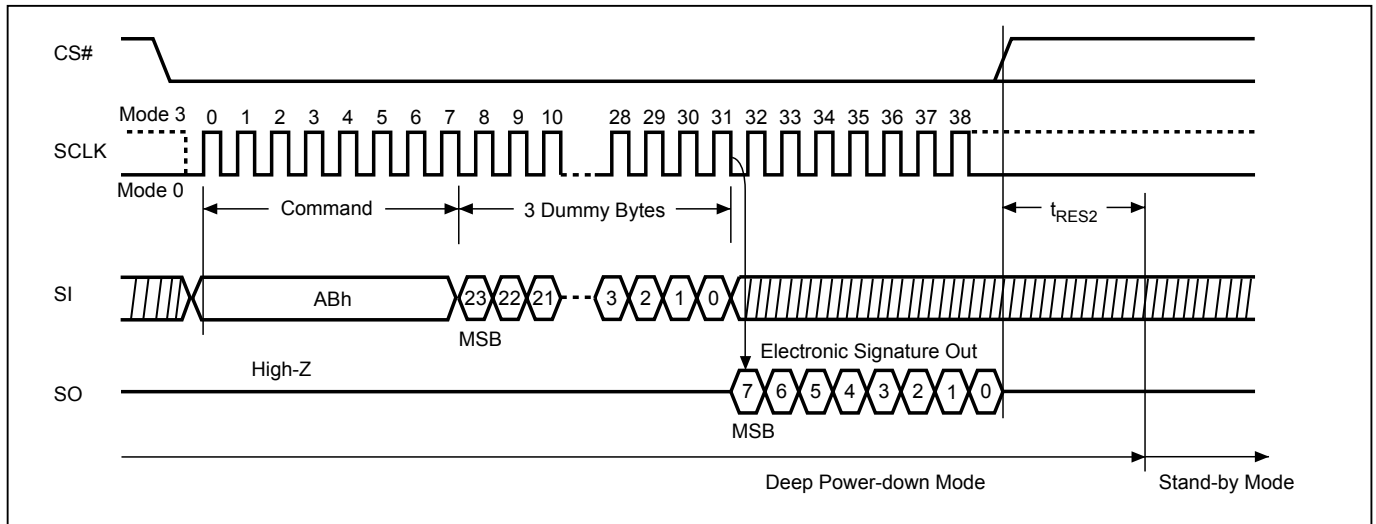 CS#
Mode 3 0 1 2 3 4 5 6 7 8 9 10 28 29 30 31 32 33 34 35 36 37 38
SCLK
Mode 0
Command 3 Dummy Bytes tRES2
SI ABh 23 22 21 3 2 1 0
MSB
High-Z Electronic Signature Out
SO 7 6 5 4 3 2 1 0
MSB
Deep Power-down Mode Stand-by Mode